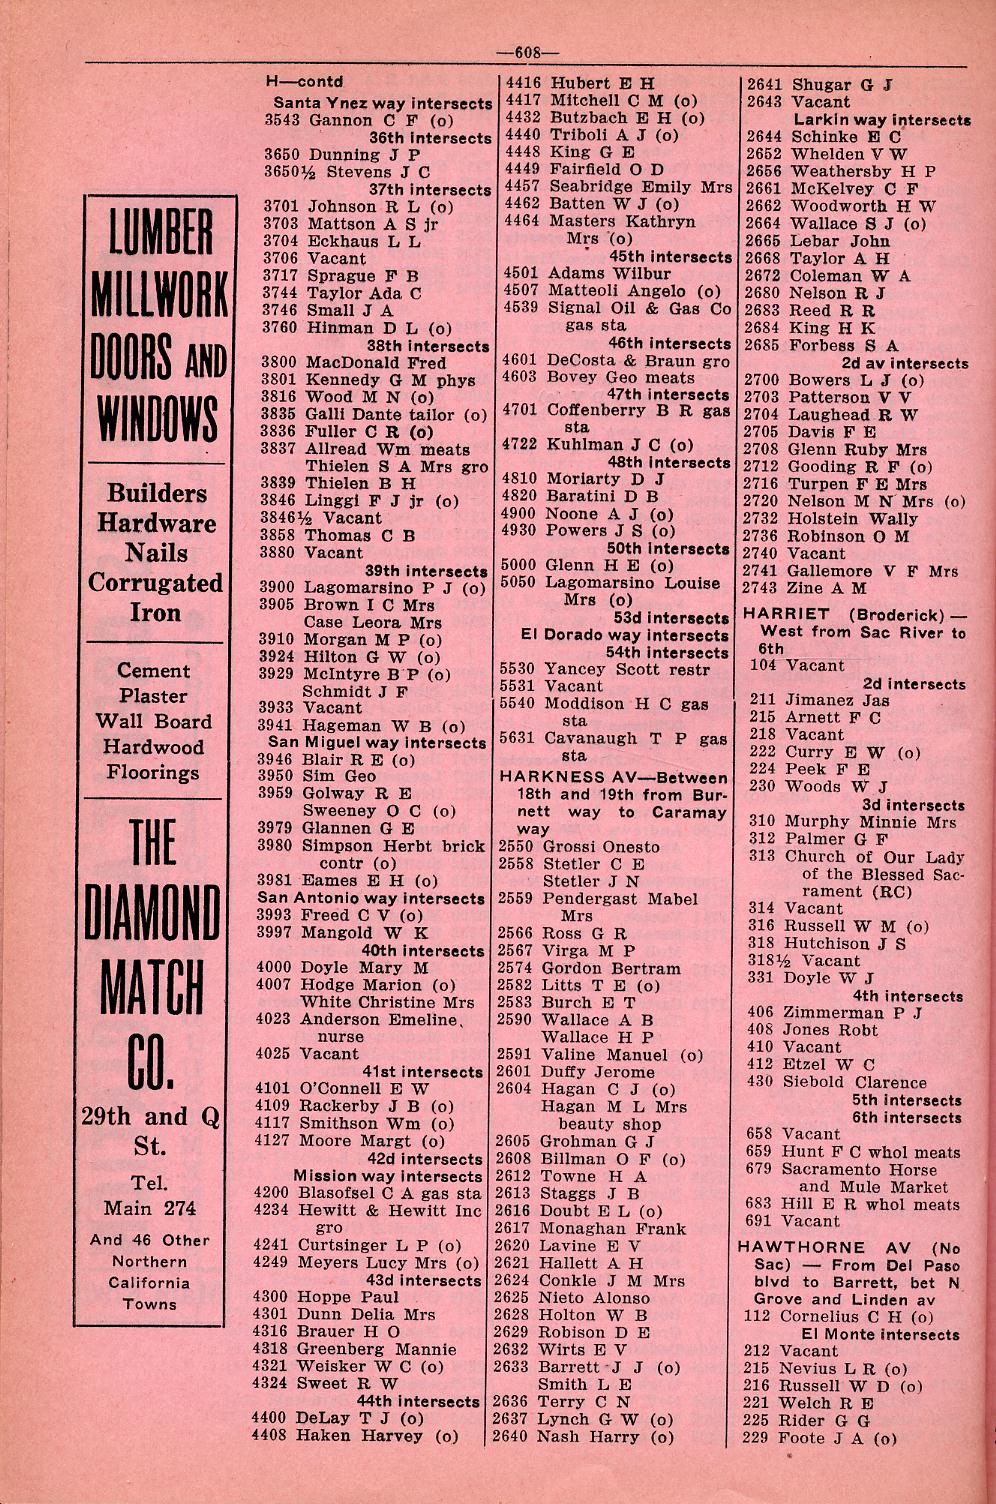 —608—
LUMBER
MILLWORK
DOORS AND
WINDOWS
Builders
Hardware
Nails
Corrugated
Iron
Cement
Plaster
Wall Board
Hardwood
Floorings
THE
DIAMOND
MATCH
CO.
29th and Q
St.
Tel.
Main 274
And 46 Other
Northern
California
Towns
H—contd
Santa Ynez way intersects
3543 Gannon C F (o)
36th intersects
3650 Dunning J P
3650½ Stevens J C
37th intersects
3701 Johnson R L (o)
3703 Mattson A S jr
3704 Eckhaus L L
3706 Vacant
3717 Sprague F B
3744 Taylor Ada C
3746 Small J A
3760 Hinman D L (o)
38th intersects
3800 MacDonald Fred
3801 Kennedy G M phys
3816 Wood M N (o)
3835 Galli Dante tailor (o)
3836 Fuller C R (o)
3837 Allread Wm meats
Thielen S A Mrs gro
3839 Thielen B H
3846 Linggi F J jr (o)
3846½ Vacant
3858 Thomas C B
3880 Vacant
39th intersects
3900 Lagomarsino P J (o)
3905 Brown I C Mrs
Case Leora Mrs
3910 Morgan M P (o)
3924 Hilton G W (o)
3929 McIntyre B P (o)
Schmidt J F
3933 Vacant
3941 Hageman W B (o)
San Miguel way intersects
3946 Blair R E (o)
3950 Sim Geo
3959 Golway R E
Sweeney O C (o)
3979 Glannen G E
3980 Simpson Herbt brick
contr (o)
3981 Eames E H (o)
San Antonio way intersects
3993 Freed C V (o)
3997 Mangold W K
40th intersects
4000 Doyle Mary M
4007 Hodge Marion (o)
White Christine Mrs
4023 Anderson Emeline,
nurse
4025 Vacant
41st intersects
4101 O'Connell E W
4109 Rackerby J B (o)
4117 Smithson Wm (o)
4127 Moore Margt (o)
42d intersects
Mission way intersects
4200 Blasofsel C A gas sta
4234 Hewitt & Hewitt Inc
gro
4241 Curtsinger L P (o)
4249 Meyers Lucy Mrs (o)
43d intersects
4300 Hoppe Paul
4301 Dunn Delia Mrs
4316 Brauer H O
4318 Greenberg Mannie
4321 Weisker W C (o)
4324 Sweet R W
44th intersects
4400 DeLay T J (o)
4408 Haken Harvey (o)
4416 Hubert E H
4417 Mitchell C M (o)
4432 Butzbach E H (o)
4440 Triboli A J (o)
4448 King G E
4449 Fairfield O D
4457 Seabridge Emily Mrs
4462 Batten W J (o)
4464 Masters Kathryn
Mrs (o)
45th intersects
4501 Adams Wilbur
4507 Matteoli Angelo (o)
4539 Signal Oil & Gas Co
gas sta
46th intersects
4601 DeCosta & Braun gro
4603 Bovey Geo meats
47th intersects
4701 Coffenberry B R gas
sta
4722 Kuhlman J C (o)
48th intersects
4810 Moriarty D J
4820 Baratini D B
4900 Noone A J (o)
4930 Powers J S (o)
50th intersects
5000 Glenn H E (o)
5050 Lagomarsino Louise
Mrs (o)
53d intersects
El Dorado way intersects
54th intersects
5530 Yancey Scott restr
5531 Vacant
5540 Moddison H C gas
sta
5631 Cavanaugh T P gas
sta
HARKNESS AV—Between
18th and 19th from Bur-
nett way to Caramay
way
2550 Grossi Onesto
2558 Stetler C E
Stetler J N
2559 Pendergast Mabel
Mrs
2566 Ross G R
2567 Virga M P
2574 Gordon Bertram
2582 Litts T E (o)
2583 Burch E T
2590 Wallace A B
Wallace H P
2591 Valine Manuel (o)
2601 Duffy Jerome
2604 Hagan C J (o)
Hagan M L Mrs
beauty shop
2605 Grohman G J
2608 Billman O F (o)
2612 Towne H A
2613 Staggs J B
2616 Doubt E L (o)
2617 Monaghan Frank
2620 Lavine E V
2621 Hallett A H
2624 Conkle J M Mrs
2625 Nieto Alonso
2628 Holton W B
2629 Robison D E
2632 Wirts E V
2633 Barrett J J (o)
Smith L E
2636 Terry C N
2637 Lynch G W (o)
2640 Nash Harry (o)
2641 Shugar G J
2643 Vacant
Larkin way intersects
2644 Schinke E C
2652 Whelden V W
2656 Weathersby H P
2661 McKelvey C F
2662 Woodworth H W
2664 Wallace S J (o)
2665 Lebar John
2668 Taylor A H
2672 Coleman W A
2680 Nelson R J
2683 Reed R R
2684 King H K
2685 Forbess S A
2d av intersects
2700 Bowers L J (o)
2703 Patterson V V
2704 Laughead R W
2705 Davis F E
2708 Glenn Ruby Mrs
2712 Gooding R F (o)
2716 Turpen F E Mrs
2720 Nelson M N Mrs (o)
2732 Holstein Wally
2736 Robinson O M
2740 Vacant
2741 Gallemore V F Mrs
2743 Zine A M
HARRIET (Broderick) —
West from Sac River to
6th
104 Vacant
2d intersects
211 Jimanez Jas
215 Arnett F C
218 Vacant
222 Curry E W (o)
224 Peek F E
230 Woods W J
3d intersects
310 Murphy Minnie Mrs
312 Palmer G F
313 Church of Our Lady
of the Blessed Sac-
rament (RC)
314 Vacant
316 Russell W M (o)
318 Hutchison J S
318½ Vacant
331 Doyle W J
4th intersects
406 Zimmerman P J
408 Jones Robt
410 Vacant
412 Etzel W C
430 Siebold Clarence
5th intersects
6th intersects
658 Vacant
659 Hunt F C whol meats
679 Sacramento Horse
and Mule Market
683 Hill E R whol meats
691 Vacant
HAWTHORNE AV (No
Sac) — From Del Paso
blvd to Barrett, bet N
Grove and Linden av
112 Cornelius C H (o)
El Monte intersects
212 Vacant
215 Nevius L R (o)
216 Russell W D (o)
221 Welch R E
225 Rider G G
229 Foote J A (o)